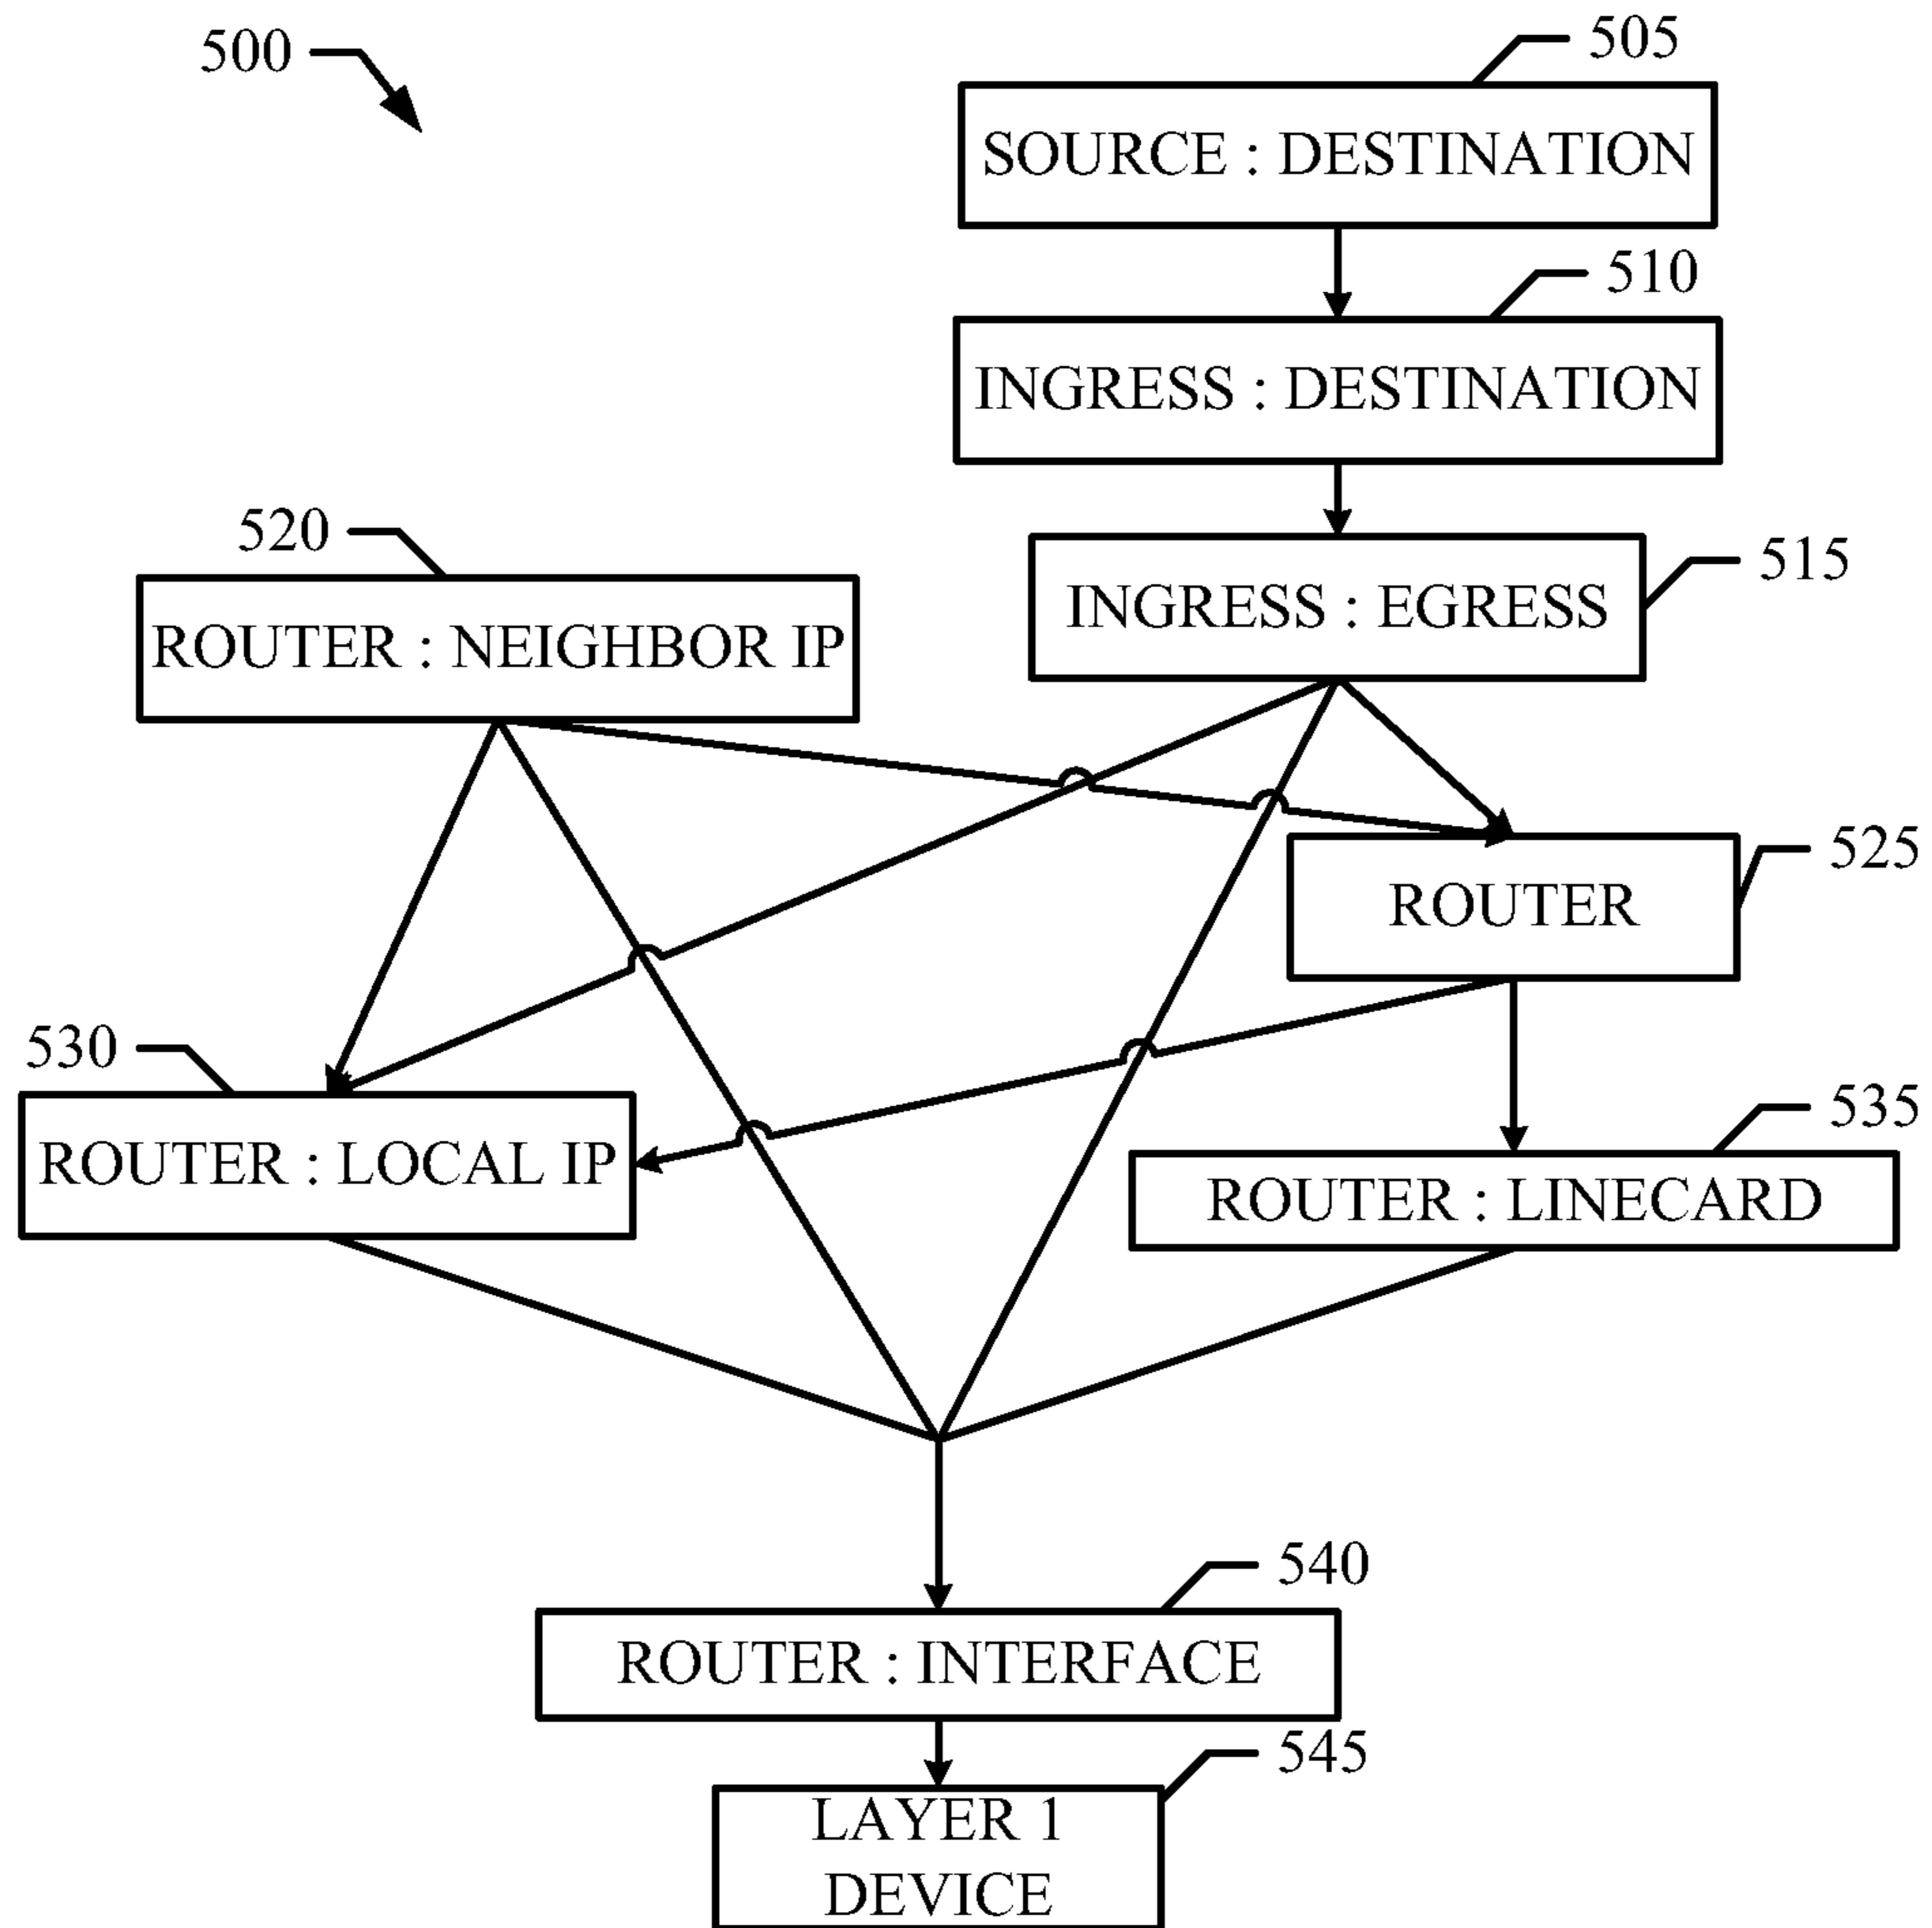 500
505
SOURCE : DESTINATION
510
INGRESS : DESTINATION
520
515
INGRESS : EGRESS
ROUTER : NEIGHBOR IP
525
ROUTER
530
ROUTER : LOCAL IP
535
ROUTER : LINECARD
540
ROUTER : INTERFACE
545
LAYER 1
DEVICE